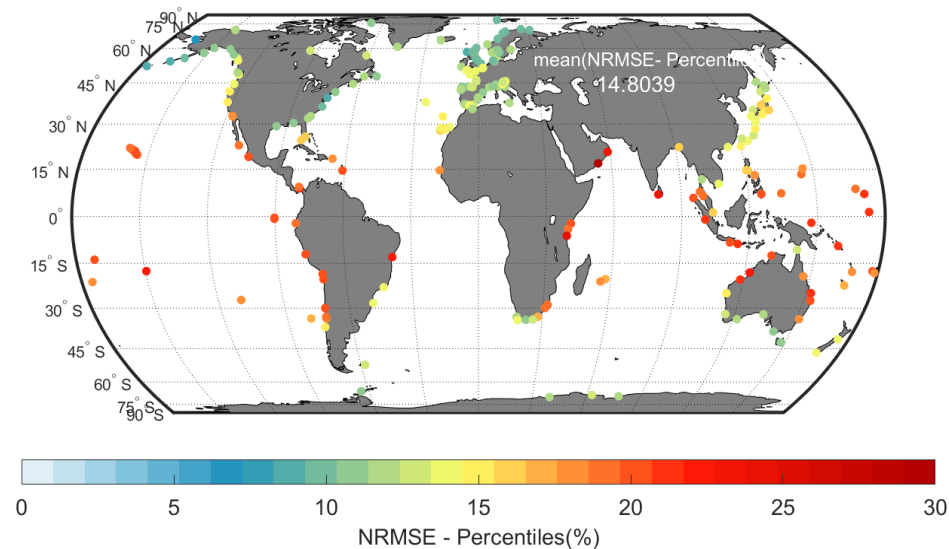 90° N
75° N
60° N
mean(NRMSE- Percentile
14.8039
45° N
30° N
15° N
0°
15° S
30° S
45° S
60° S
75° S
90° S
0 5 10 15 20 25 30
NRMSE - Percentiles(%)